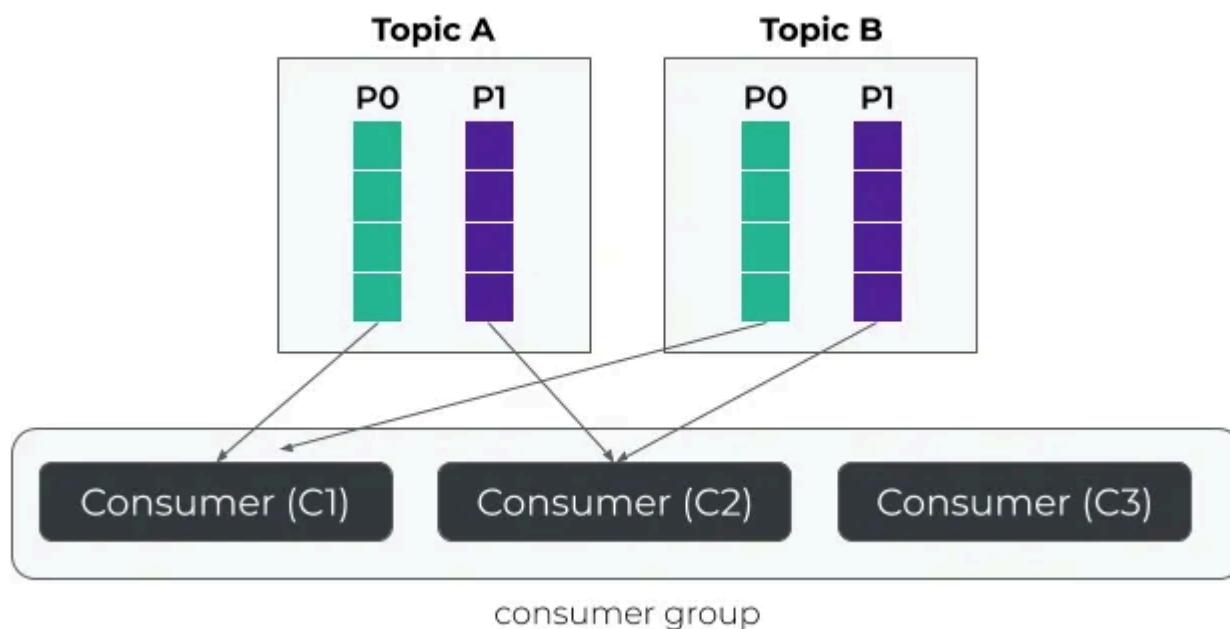 Topic A
Topic B
P0 P1
P0 P1
Consumer (C1)
Consumer (C2)
Consumer (C3)
consumer group